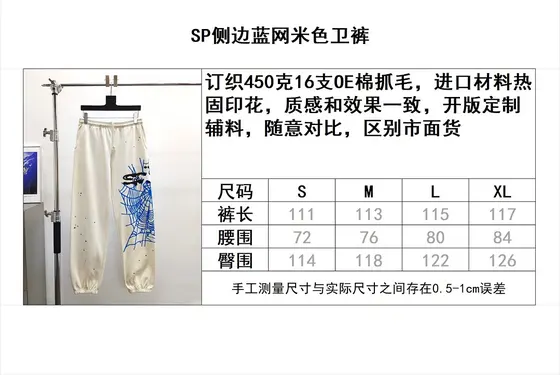 SP侧边蓝网米色卫裤
订织450克16支OE棉抓毛，进口材料热
固印花，质感和效果一致，开版定制
辅料，随意对比，区别市面货
尺码 S M L XL
裤长 111 113 115 117
腰围 72 76 80 84
臀围 114 118 122 126
手工测量尺寸与实际尺寸之间存在0.5-1cm误差